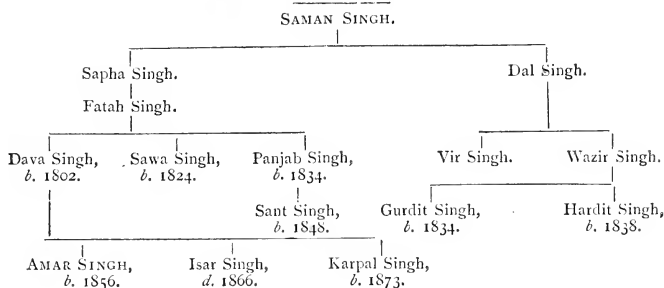 SAMAN SINGH.
Sapha Singh. Dal Singh.
Fatah Singh.
Dava Singh, Sawa Singh, Panjab Singh, Vir Singh. Wazir Singh.
b. 1802. b. 1824. b. 1834.
Sant Singh, Gurdit Singh, Hardit Singh,
b. 1848. b. 1834. b. 1838.
AMAR SINGH, Isar Singh, Karpal Singh,
b. 1856. d. 1866. b. 1873.